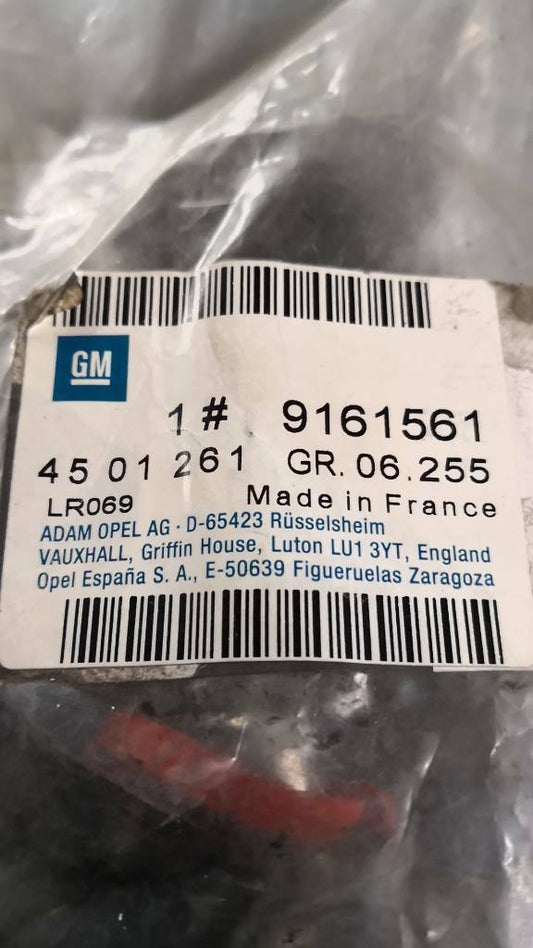 GM
1 # 9161561
45 01 261 GR. 06.255
LR069 Made in France
ADAM OPEL AG · D-65423 Rüsselsheim
VAUXHALL, Griffin House, Luton LU1 3YT, England
Opel España S. A., E-50639 Figueruelas Zaragoza